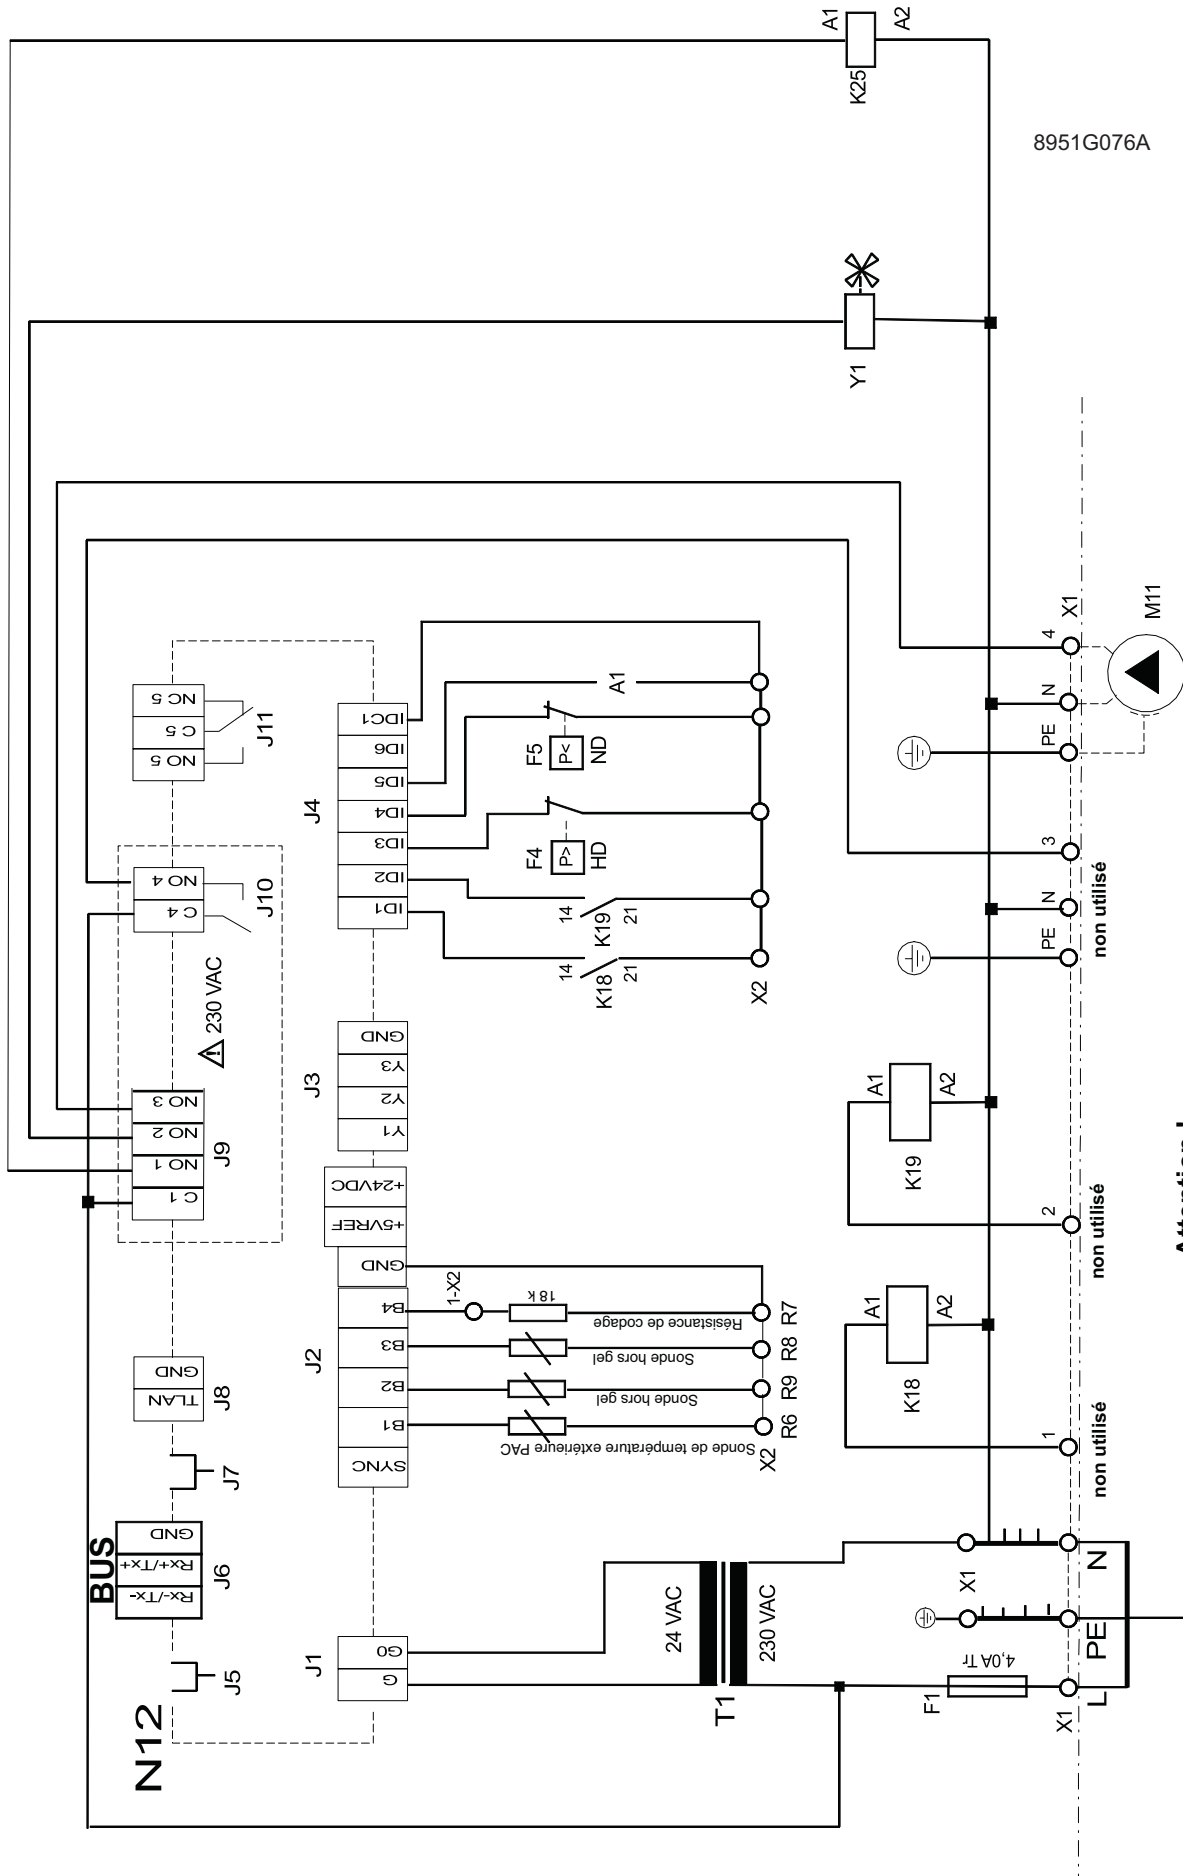 8951G076A
N12
J5
BUS
Rx-/Tx-
Rx+/Tx+
GND
J6
J7
TLAN
GND
J8
C 1
NO 1
NO 2
NO 3
J9
230 VAC
C 4
NO 4
J10
NO 5
C 5
NC 5
J11
J1
G
G0
J2
SYNC
B1
B2
B3
B4
GND
+5VREF
+24VDC
J3
Y1
Y2
Y3
GND
J4
ID1
ID2
ID3
ID4
ID5
ID6
IDC1
Sonde de température extérieure PAC
Sonde hors gel
Sonde hors gel
Résistance de codage
18 k
1-X2
X2
R6
R9
R8
R7
14
K18
21
14
K19
21
F4
P>
HD
F5
P<
ND
A1
X2
T1
24 VAC
230 VAC
F1
4,0A Tr
X1
X1
L
PE
N
A1
K18
A2
A1
K19
A2
Y1
A1
K25
A2
1
non utilisé
2
non utilisé
PE
N
3
non utilisé
PE
N
4
X1
M11